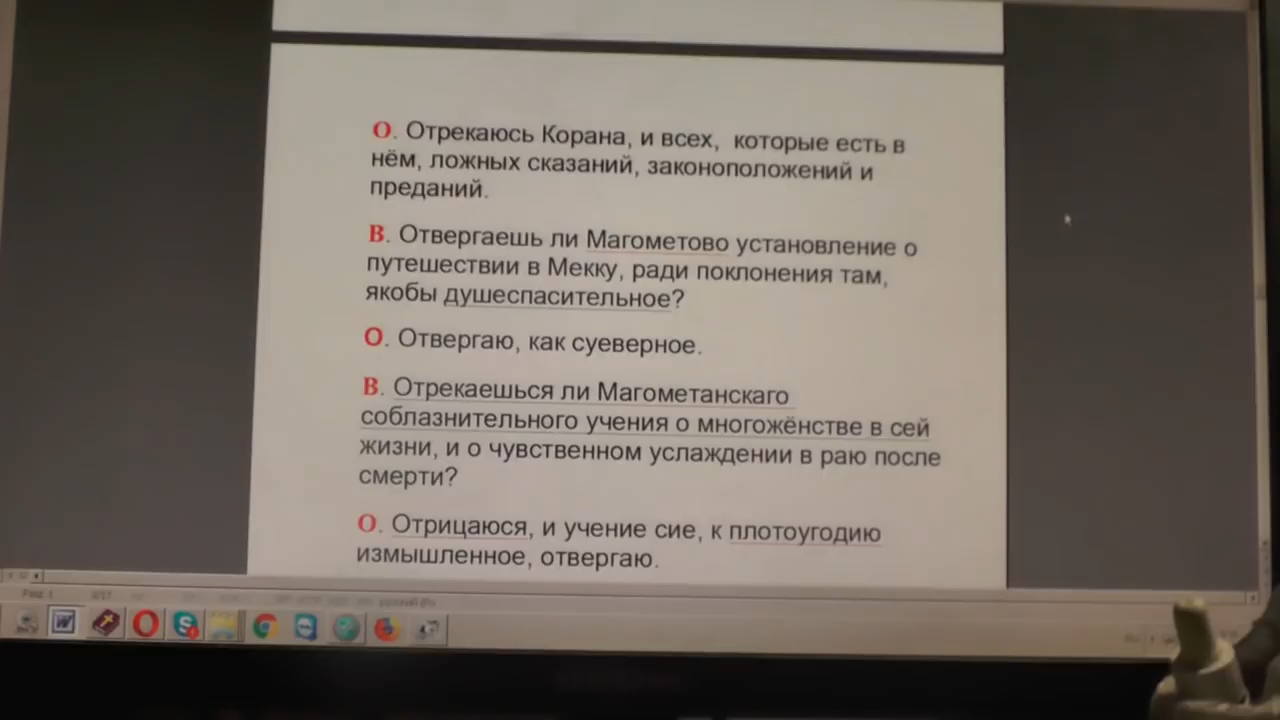 О. Отрекаюсь Корана, и всех, которые есть в
нём, ложных сказаний, законоположений и
преданий.
В. Отвергаешь ли Магометово установление о
путешествии в Мекку, ради поклонения там,
якобы душеспасительное?
О. Отвергаю, как суеверное.
В. Отрекаешься ли Магометанскаго
соблазнительного учения о многожёнстве в сей
жизни, и о чувственном услаждении в раю после
смерти?
О. Отрицаюся, и учение сие, к плотоугодию
измышленное, отвергаю.